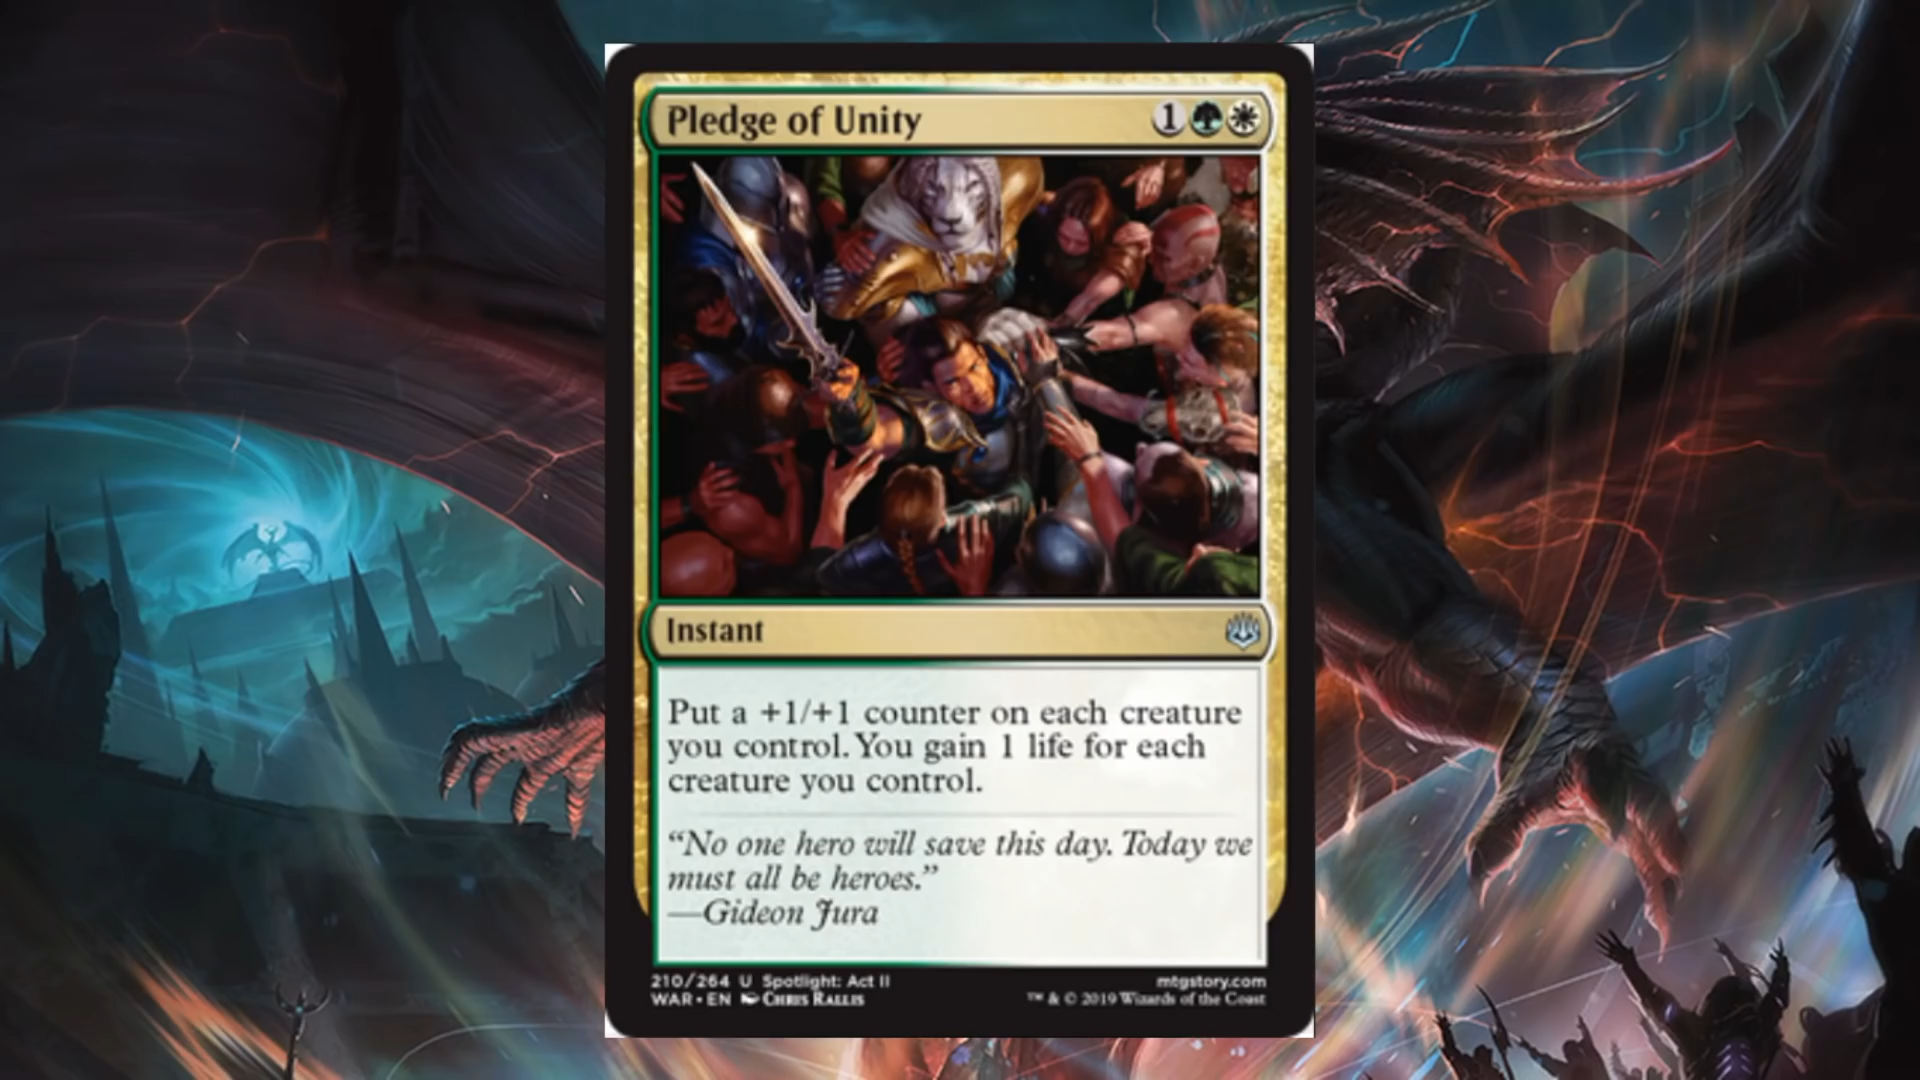 Pledge of Unity 1
Instant
Put a +1/+1 counter on each creature
you control. You gain 1 life for each
creature you control.
“No one hero will save this day. Today we
must all be heroes.”
—Gideon Jura
210/264 U Spotlight: Act II mtgstory.com
WAR • EN Chris Rallis ™ & © 2019 Wizards of the Coast